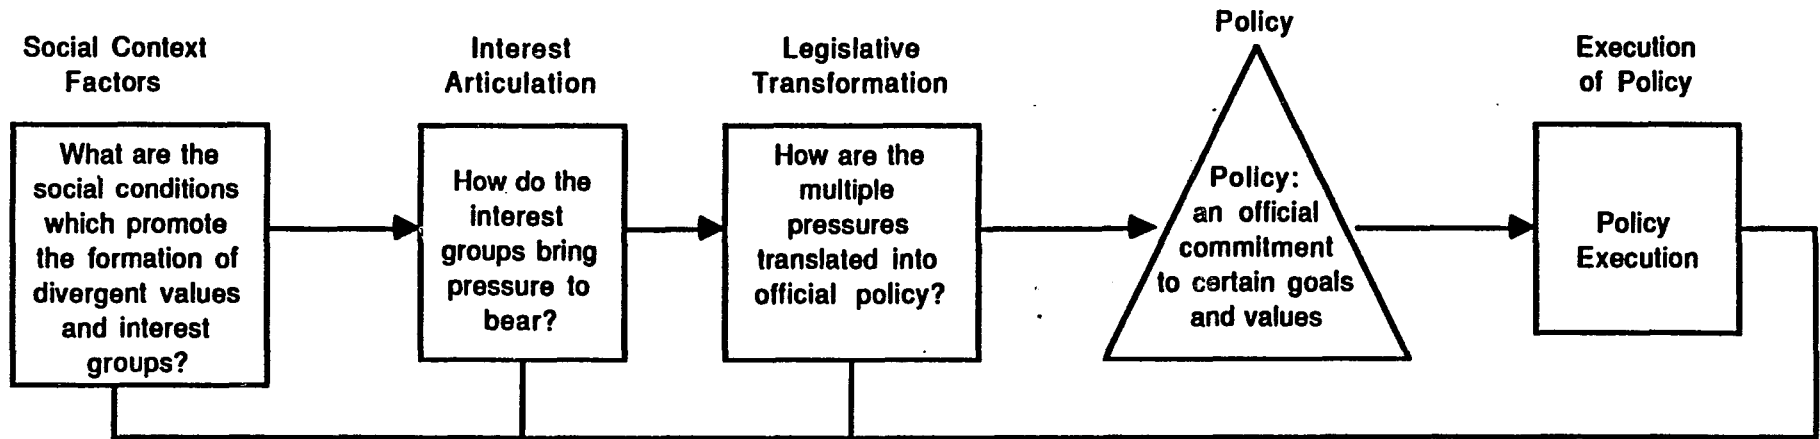 Social Context
Factors
What are the
social conditions
which promote
the formation of
divergent values
and interest
groups?
Interest
Articulation
How do the
interest
groups bring
pressure to
bear?
Legislative
Transformation
How are the
multiple
pressures
translated into
official policy?
Policy
Policy:
an official
commitment
to certain goals
and values
Execution
of Policy
Policy
Execution